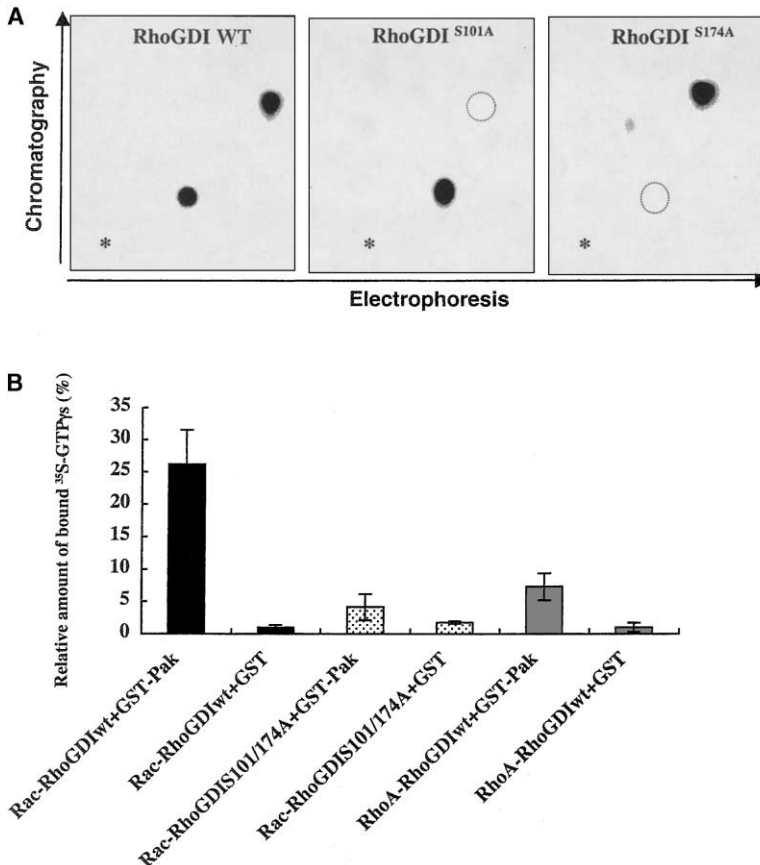 A
RhoGDI WT
RhoGDI S101A
RhoGDI S174A
Chromatography
*
*
*
Electrophoresis
B
Relative amount of bound ³⁵S-GTPγs (%)
35
30
25
20
15
10
5
0
Rac-RhoGDIwt+GST-Pak
Rac-RhoGDIwt+GST
Rac-RhoGDIS101/174A+GST-Pak
Rac-RhoGDIS101/174A+GST
RhoA-RhoGDIwt+GST-Pak
RhoA-RhoGDIwt+GST